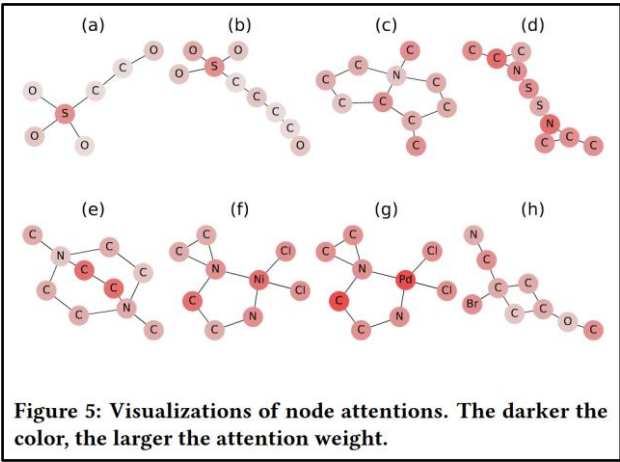 (a) (b) (c) (d)
O
C
C
O
S
O
O
O
O
O
S
C
C
C
C
O
C
C
N
C
C
C
C
C
C
C
C
C
C
N
S
S
N
C
C
C
(e) (f) (g) (h)
C
N
C
C
C
C
C
N
C
C
C
C
N
Cl
Ni
Cl
C
N
C
C
C
N
Cl
Pd
Cl
C
N
C
N
C
C
C
Br
C
C
O
C
Figure 5: Visualizations of node attentions. The darker the
color, the larger the attention weight.